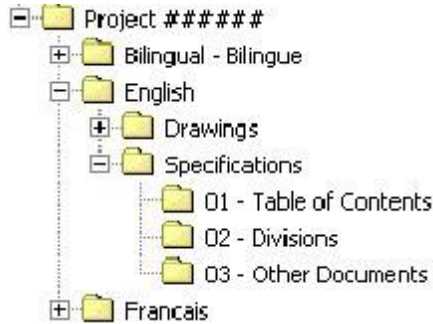 Project ######
Bilingual - Bilingue
English
Drawings
Specifications
01 - Table of Contents
02 - Divisions
03 - Other Documents
Francais